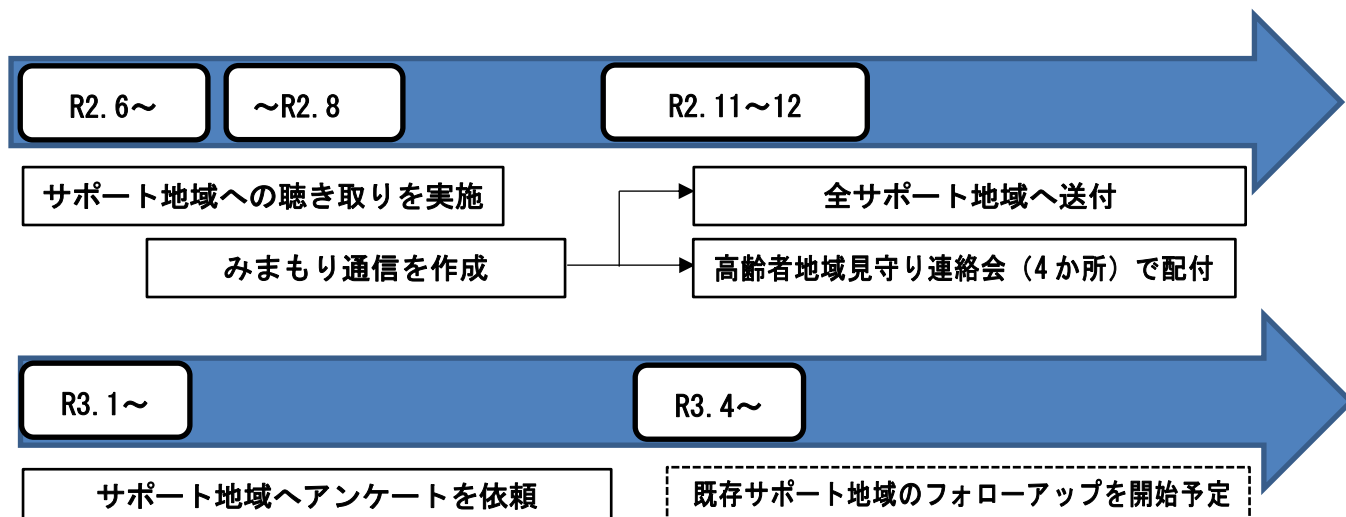 R2.6～
～R2.8
R2.11～12
サポート地域への聴き取りを実施
全サポート地域へ送付
みまもり通信を作成
高齢者地域見守り連絡会（4か所）で配付
R3.1～
R3.4～
サポート地域へアンケートを依頼
既存サポート地域のフォローアップを開始予定